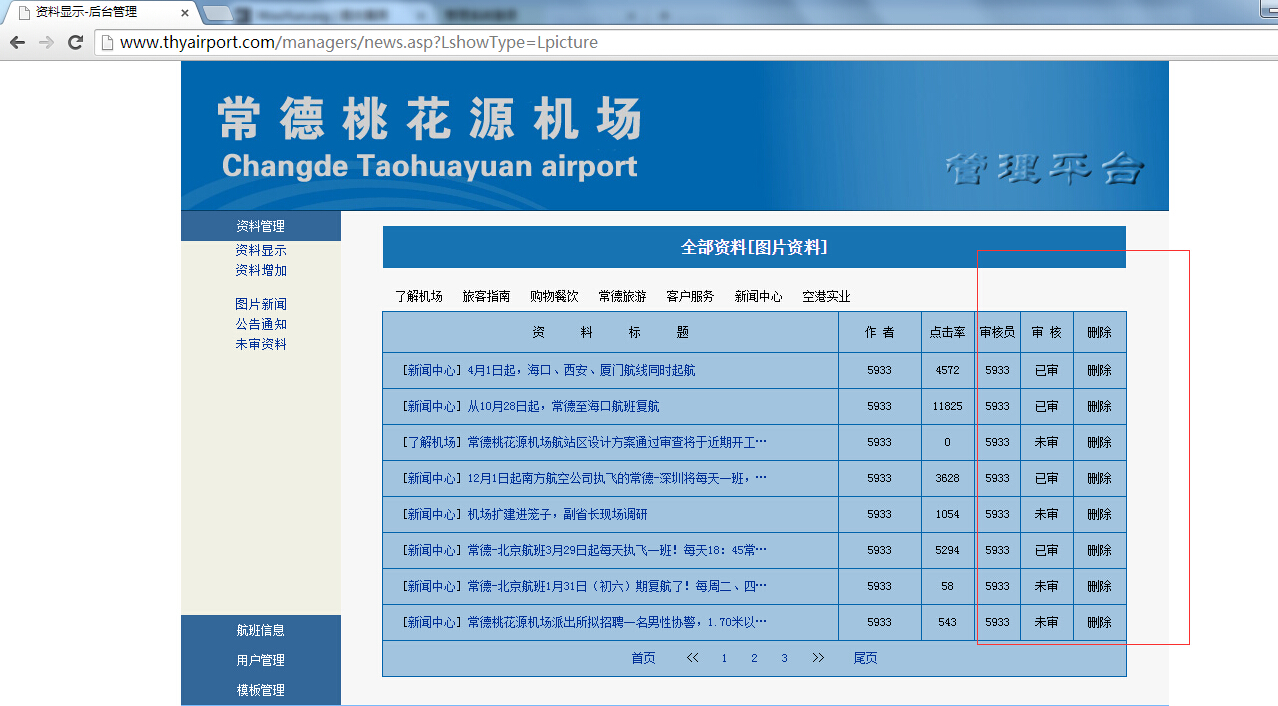 资料显示-后台管理
www.thyairport.com/managers/news.asp?LshowType=Lpicture
常德桃花源机场
Changde Taohuayuan airport
管理平台
资料管理
资料显示
资料增加
图片新闻
公告通知
未审资料
航班信息
用户管理
模板管理
全部资料[图片资料]
了解机场 旅客指南 购物餐饮 常德旅游 客户服务 新闻中心 空港实业
资 料 标 题 作 者 点击率 审核员 审 核 删除
[新闻中心] 4月1日起，海口、西安、厦门航线同时起航 5933 4572 5933 已审 删除
[新闻中心] 从10月28日起，常德至海口航班复航 5933 11825 5933 已审 删除
[了解机场] 常德桃花源机场航站区设计方案通过审查将于近期开工… 5933 0 5933 未审 删除
[新闻中心] 12月1日起南方航空公司执飞的常德-深圳将每天一班，… 5933 3628 5933 已审 删除
[新闻中心] 机场扩建进笼子，副省长现场调研 5933 1054 5933 未审 删除
[新闻中心] 常德-北京航班3月29日起每天执飞一班！每天18：45常… 5933 5294 5933 已审 删除
[新闻中心] 常德-北京航班1月31日（初六）期复航了！每周二、四… 5933 58 5933 未审 删除
[新闻中心] 常德桃花源机场派出所拟招聘一名男性协警，1.70米以… 5933 543 5933 未审 删除
首页 << 1 2 3 >> 尾页